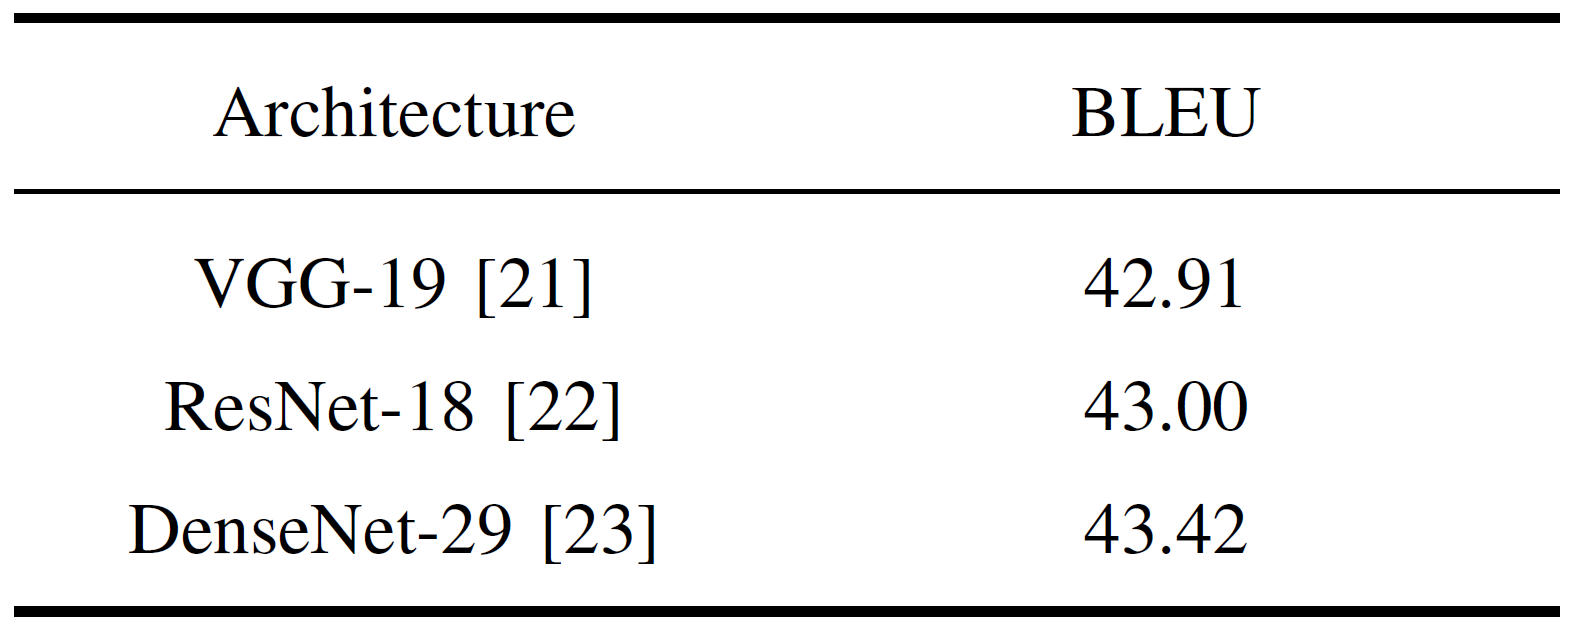 Architecture BLEU
VGG-19 [21] 42.91
ResNet-18 [22] 43.00
DenseNet-29 [23] 43.42